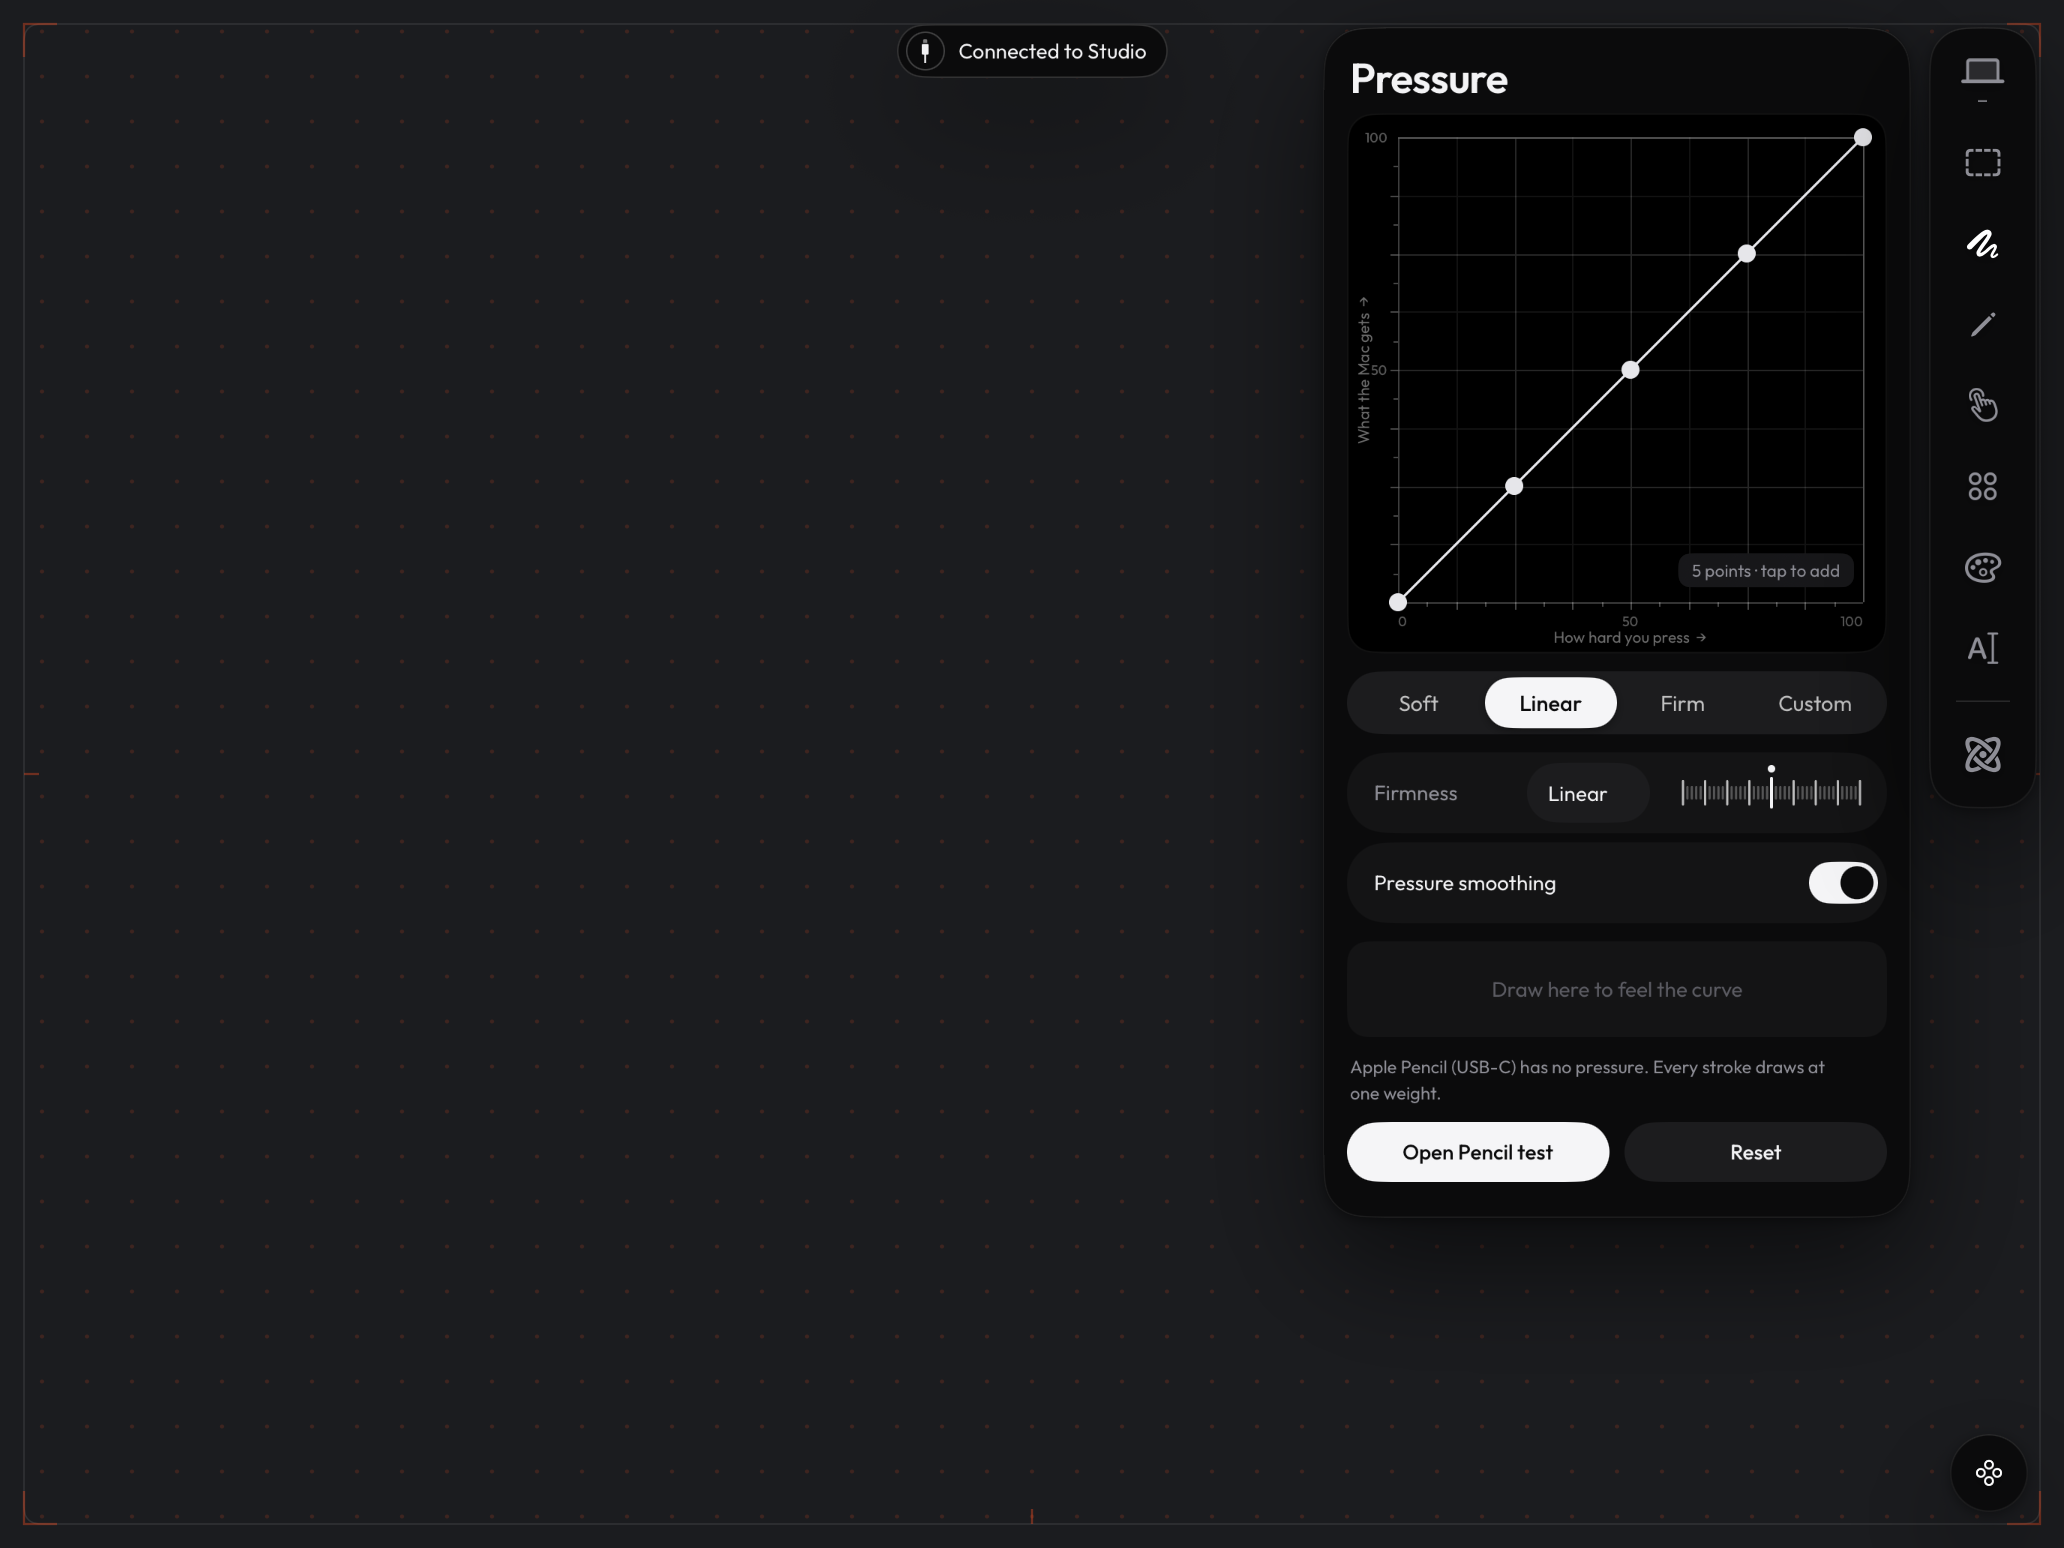 Connected to Studio
Pressure
100
What the Mac gets →
50
5 points · tap to add
0 50 100
How hard you press →
Soft Linear Firm Custom
Firmness Linear
Pressure smoothing
Draw here to feel the curve
Apple Pencil (USB-C) has no pressure. Every stroke draws at
one weight.
Open Pencil test Reset
A